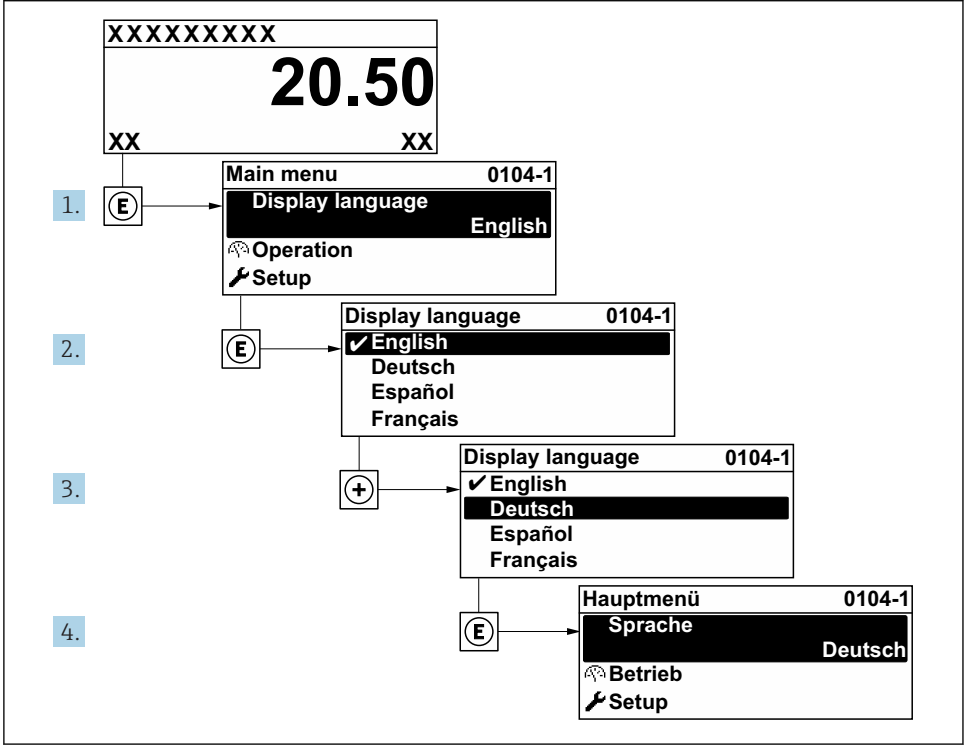 XXXXXXXXX
20.50
XX XX
1.
E
Main menu 0104-1
Display language
English
Operation
Setup
2.
E
Display language 0104-1
✔English
Deutsch
Español
Français
3.
+
Display language 0104-1
✔English
Deutsch
Español
Français
4.
E
Hauptmenü 0104-1
Sprache
Deutsch
Betrieb
Setup